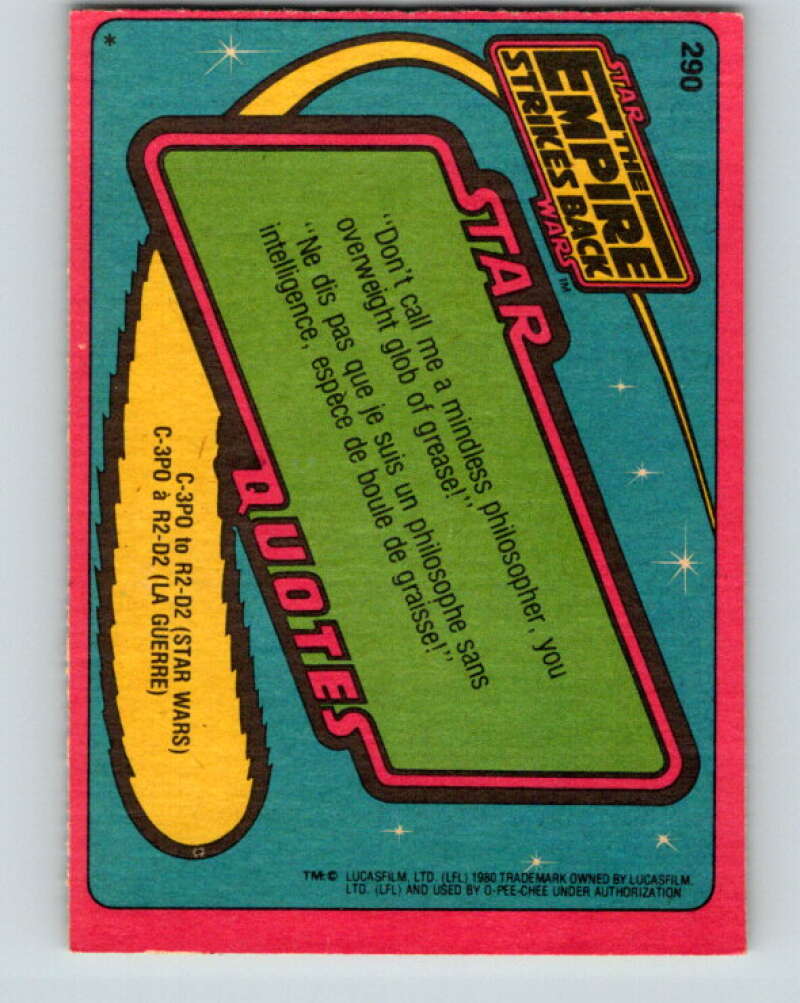 290
STAR
THE
EMPIRE
STRIKES BACK
WARS™
STAR
QUOTES
"Don't call me a mindless philosopher, you
overweight glob of grease!"
"Ne dis pas que je suis un philosophe sans
intelligence, espèce de boule de graisse!"
C-3PO to R2-D2 (STAR WARS)
C-3PO à R2-D2 (LA GUERRE)
*
TM:© LUCASFILM, LTD. (LFL) 1980 TRADEMARK OWNED BY LUCASFILM,
LTD. (LFL) AND USED BY O-PEE-CHEE UNDER AUTHORIZATION